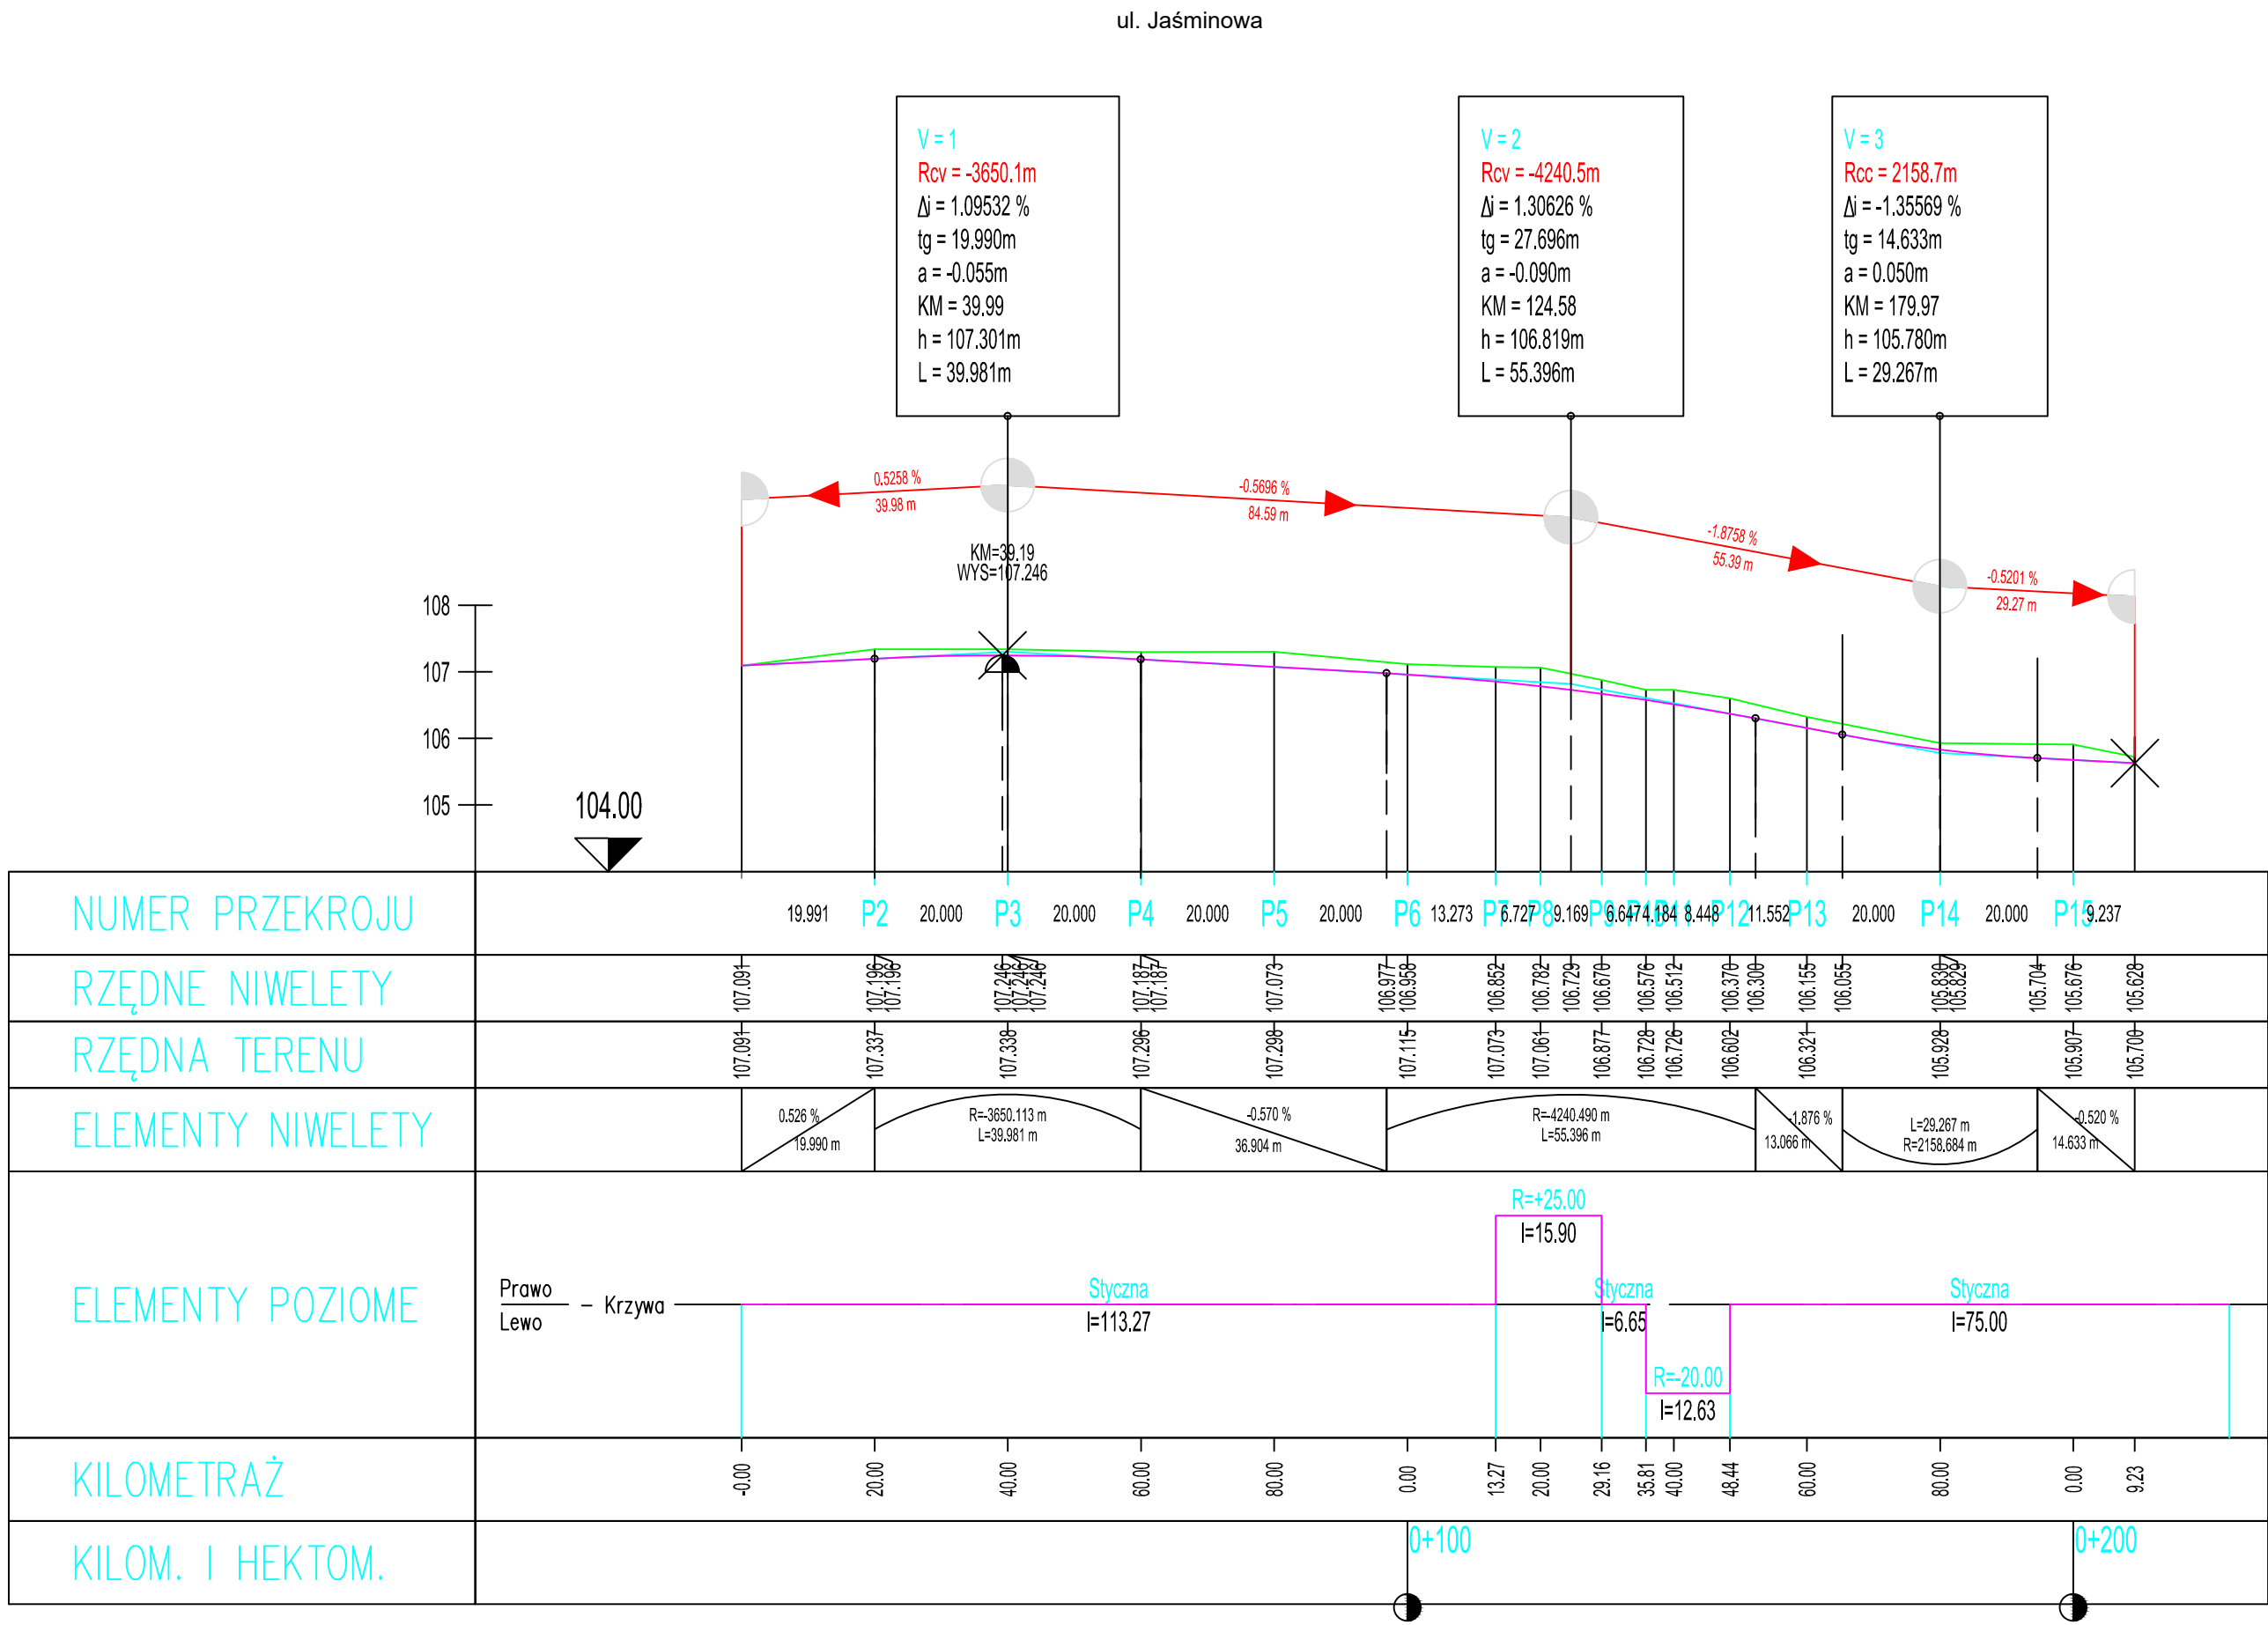 ul. Jaśminowa
V = 1
Rcv = -3650.1m
Δi = 1.09532 %
tg = 19.990m
a = -0.055m
KM = 39.99
h = 107.301m
L = 39.981m
V = 2
Rcv = -4240.5m
Δi = 1.30626 %
tg = 27.696m
a = -0.090m
KM = 124.58
h = 106.819m
L = 55.396m
V = 3
Rcc = 2158.7m
Δi = -1.35569 %
tg = 14.633m
a = 0.050m
KM = 179.97
h = 105.780m
L = 29.267m
0.5258 %
39.98 m
-0.5696 %
84.59 m
-1.8758 %
55.39 m
-0.5201 %
29.27 m
KM=39.19
WYS=107.246
108
107
106
105
104.00
NUMER PRZEKROJU
19.991 P2 20.000 P3 20.000 P4 20.000 P5 20.000 P6 13.273 P7 6.727 P8 9.169 P9 6.647 P10 4.184 P11 8.448 P12 11.552 P13 20.000 P14 20.000 P15 9.237
RZĘDNE NIWELETY
107.091 107.196 107.196 107.246 107.246 107.246 107.187 107.187 107.073 106.977 106.958 106.852 106.782 106.729 106.670 106.576 106.512 106.370 106.300 106.155 106.055 105.830 105.829 105.704 105.676 105.628
RZĘDNA TERENU
107.091 107.337 107.338 107.296 107.298 107.115 107.073 107.061 106.877 106.728 106.726 106.602 106.321 105.928 105.907 105.700
ELEMENTY NIWELETY
0.526 %
19.990 m
R=-3650.113 m
L=39.981 m
-0.570 %
36.904 m
R=-4240.490 m
L=55.396 m
-1.876 %
13.066 m
L=29.267 m
R=2158.684 m
-0.520 %
14.633 m
ELEMENTY POZIOME
Prawo
Lewo
- Krzywa
Styczna
l=113.27
R=+25.00
l=15.90
Styczna
l=6.65
R=-20.00
l=12.63
Styczna
l=75.00
KILOMETRAŻ
-0.00 20.00 40.00 60.00 80.00 0.00 13.27 20.00 29.16 35.81 40.00 48.44 60.00 80.00 0.00 9.23
KILOM. I HEKTOM.
0+100
0+200